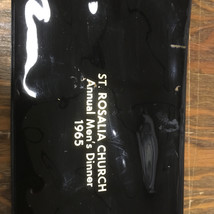 ST. ROSALIA CHURCH
Annual Men's Dinner
1965